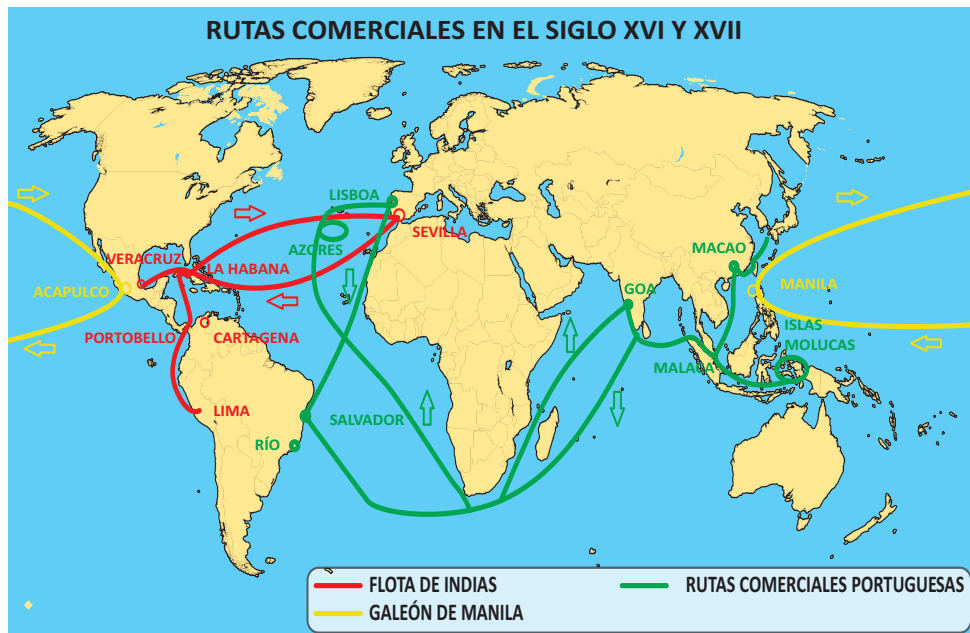 RUTAS COMERCIALES EN EL SIGLO XVI Y XVII
LISBOA
SEVILLA
AZORES
MACAO
VERACRUZ
LA HABANA
ACAPULCO
GOA
MANILA
PORTOBELLO
CARTAGENA
ISLAS
MOLUCAS
MALACA
LIMA
SALVADOR
RÍO
FLOTA DE INDIAS
RUTAS COMERCIALES PORTUGUESAS
GALEÓN DE MANILA